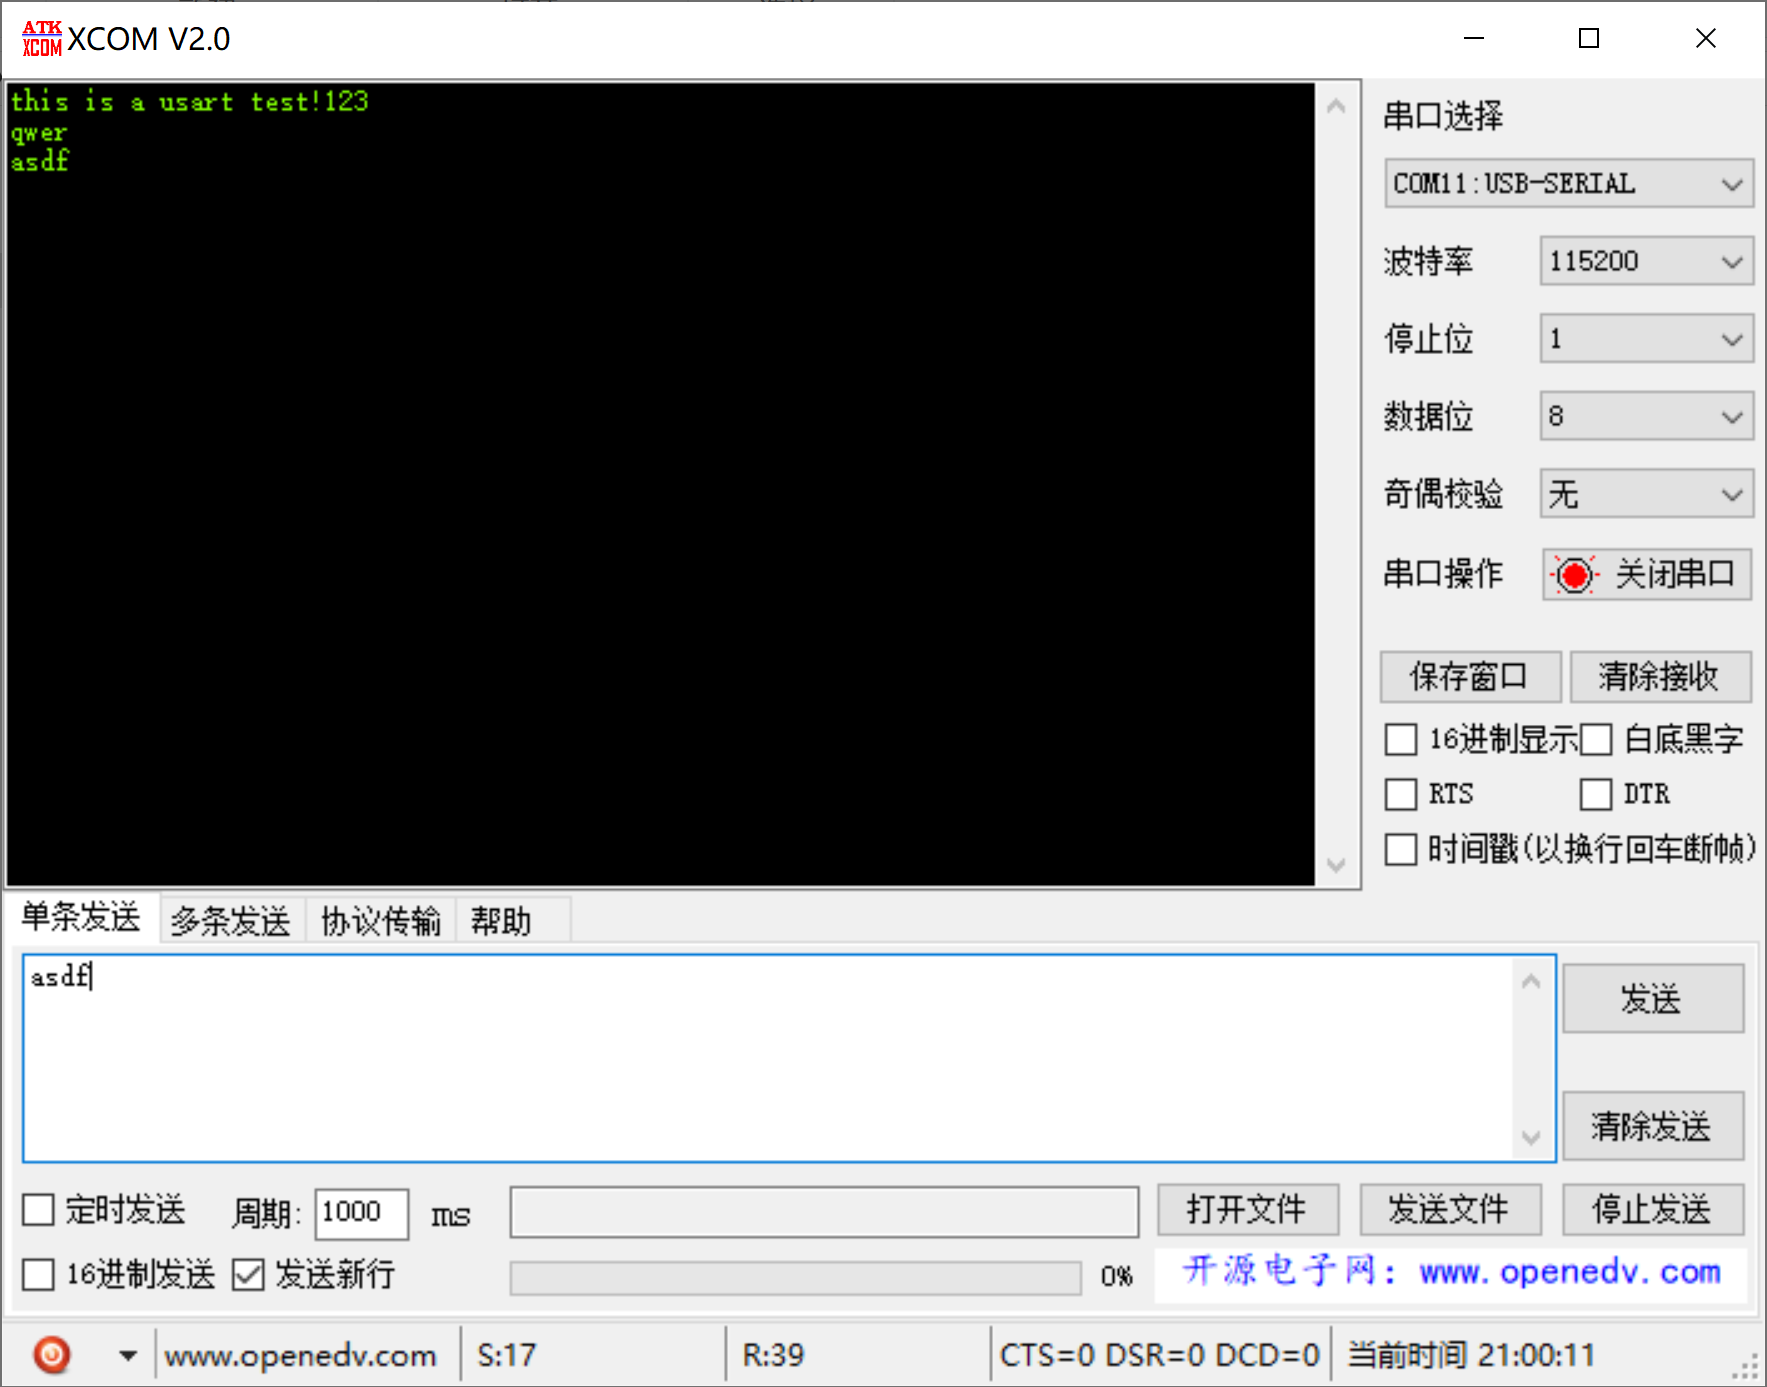 ATK
XCOM
XCOM V2.0
this is a usart test!123
qwer
asdf
串口选择
COM11:USB-SERIAL
波特率 115200
停止位 1
数据位 8
奇偶校验 无
串口操作 关闭串口
保存窗口 清除接收
16进制显示 白底黑字
RTS DTR
时间戳(以换行回车断帧)
单条发送 多条发送 协议传输 帮助
asdf
发送
清除发送
定时发送 周期: 1000 ms 打开文件 发送文件 停止发送
16进制发送 发送新行 0% 开源电子网: www.openedv.com
www.openedv.com S:17 R:39 CTS=0 DSR=0 DCD=0 当前时间 21:00:11